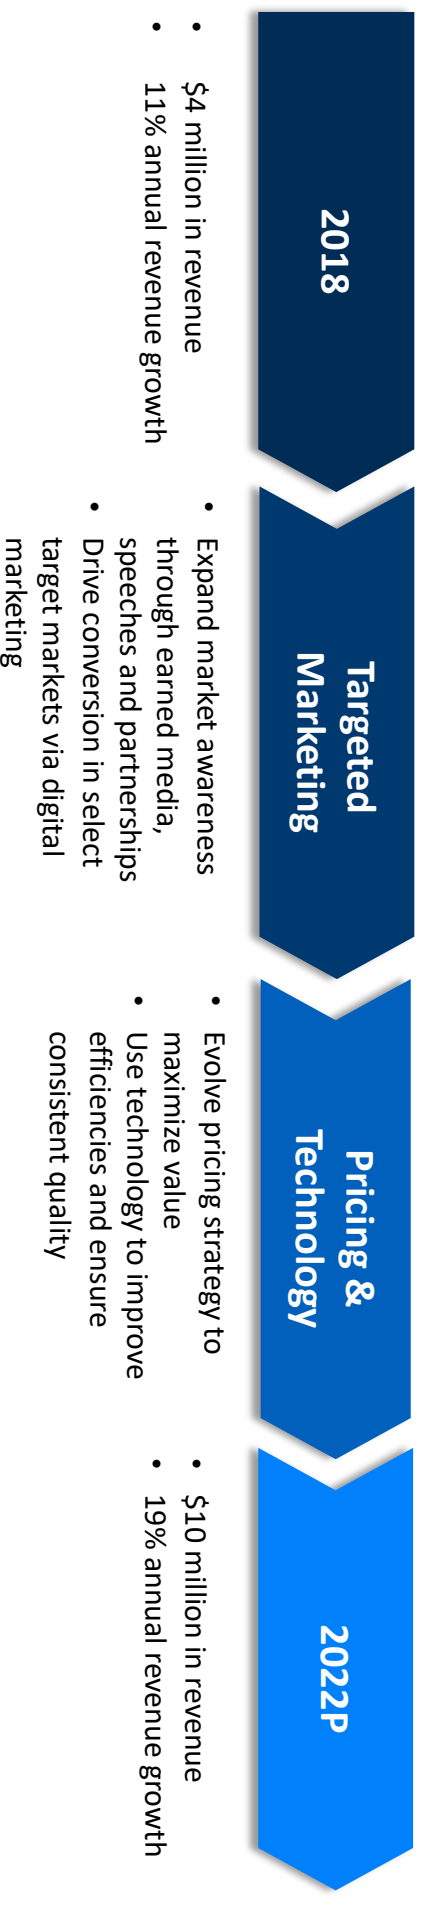 2018
• $4 million in revenue
• 11% annual revenue growth
Targeted
Marketing
• Expand market awareness
through earned media,
speeches and partnerships
• Drive conversion in select
target markets via digital
marketing
Pricing &
Technology
• Evolve pricing strategy to
maximize value
• Use technology to improve
efficiencies and ensure
consistent quality
2022P
• $10 million in revenue
• 19% annual revenue growth